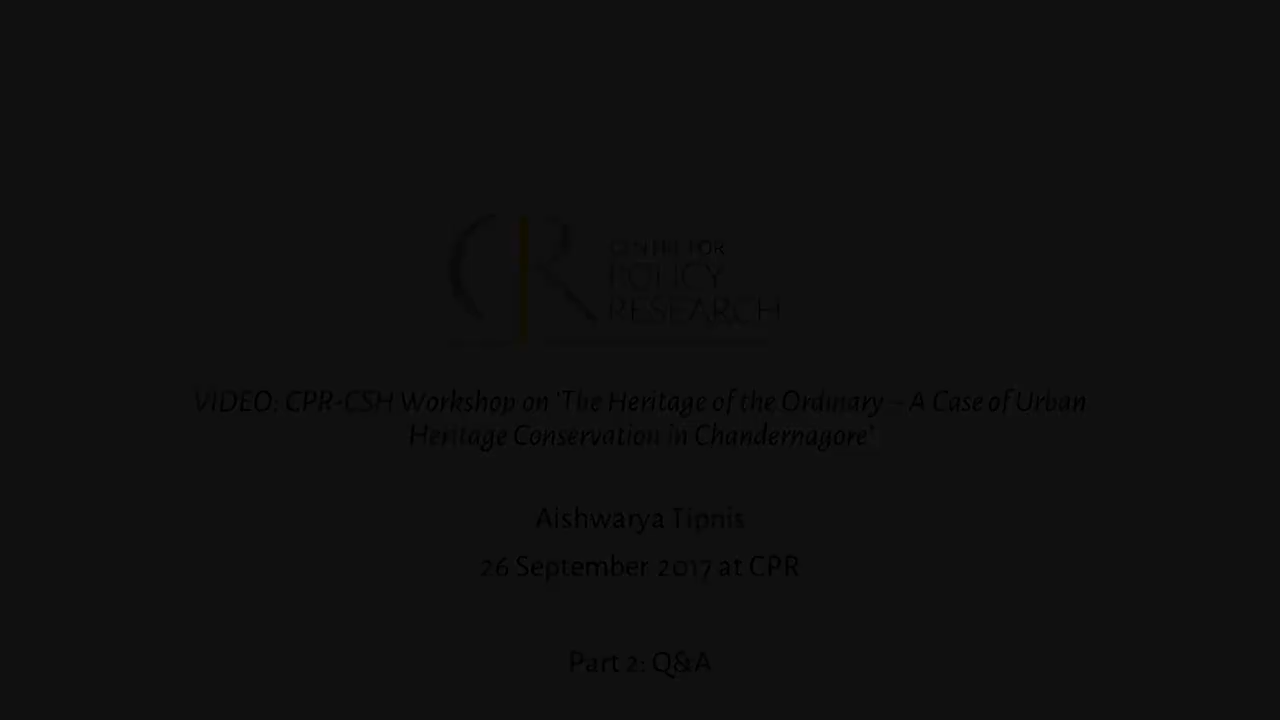 CENTRE FOR
POLICY
RESEARCH
VIDEO: CPR-CSH Workshop on 'The Heritage of the Ordinary – A Case of Urban
Heritage Conservation in Chandernagore'
Aishwarya Tipnis
26 September 2017 at CPR
Part 2: Q&A